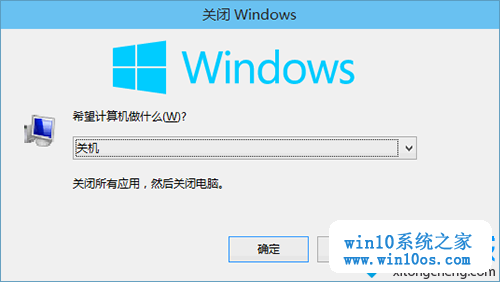 关闭 Windows
Windows
希望计算机做什么(W)?
关机
关闭所有应用，然后关闭电脑。
确定
win10系统之家
www.win10os.com
xitongcheng.com